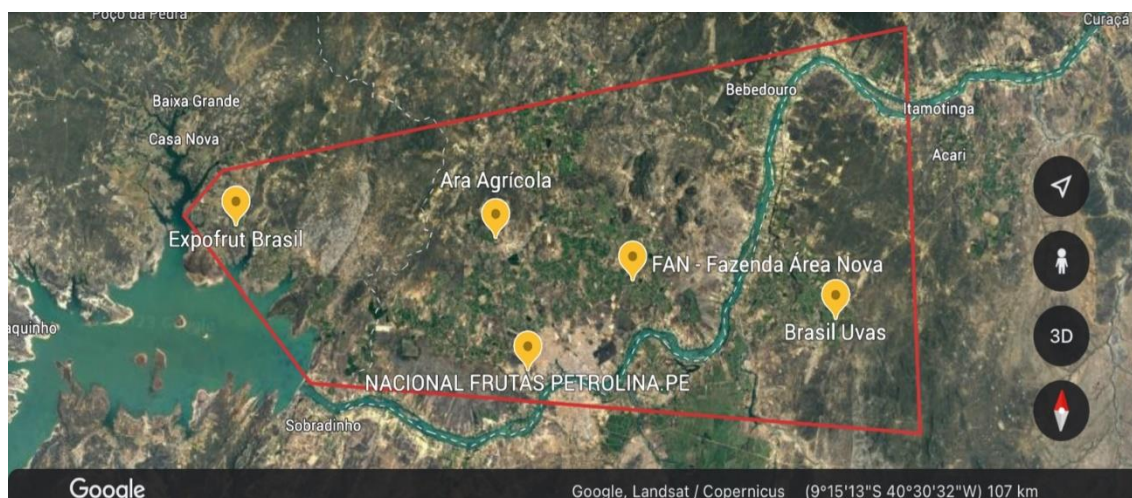 Poço da Pedra
Curaçá
Baixa Grande
Bebedouro
Itamotinga
Casa Nova
Acari
Ara Agrícola
Expofrut Brasil
FAN - Fazenda Área Nova
aquinho
Brasil Uvas
3D
NACIONAL FRUTAS PETROLINA.PE
Sobradinho
Google
Google, Landsat / Copernicus (9°15'13"S 40°30'32"W) 107 km